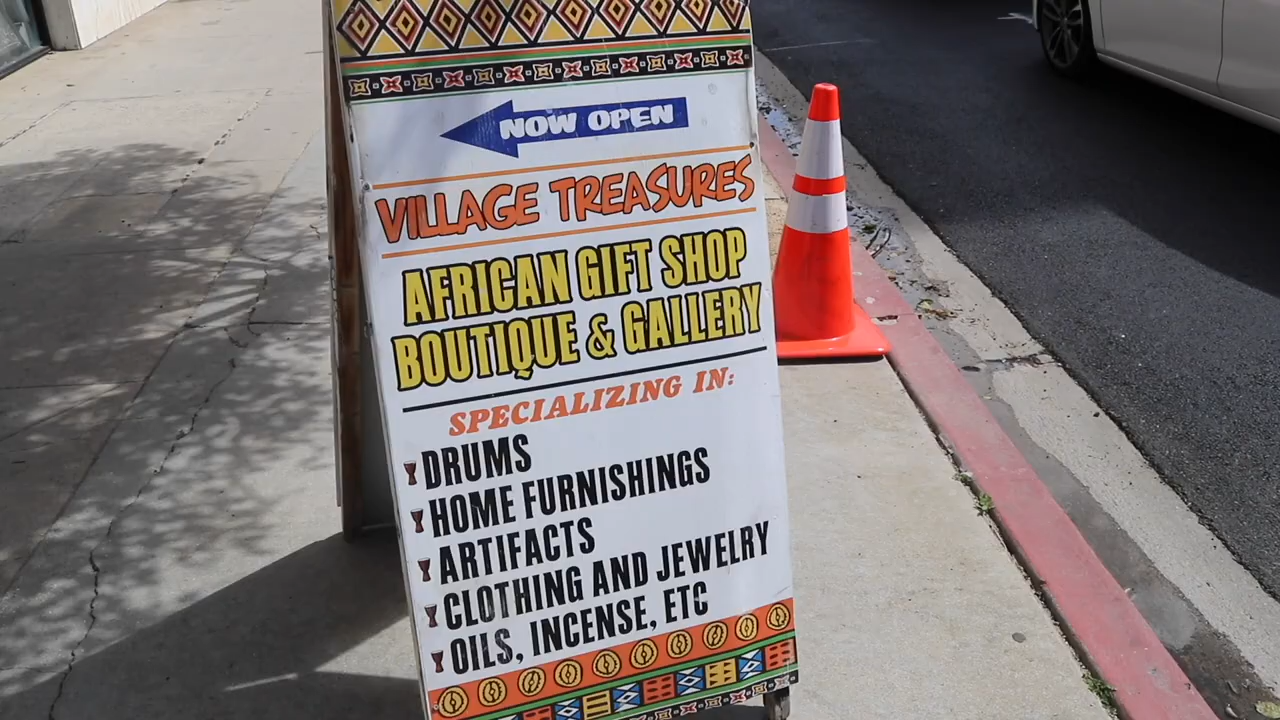 NOW OPEN
VILLAGE TREASURES
AFRICAN GIFT SHOP
BOUTIQUE & GALLERY
SPECIALIZING IN:
DRUMS
HOME FURNISHINGS
ARTIFACTS
CLOTHING AND JEWELRY
OILS, INCENSE, ETC